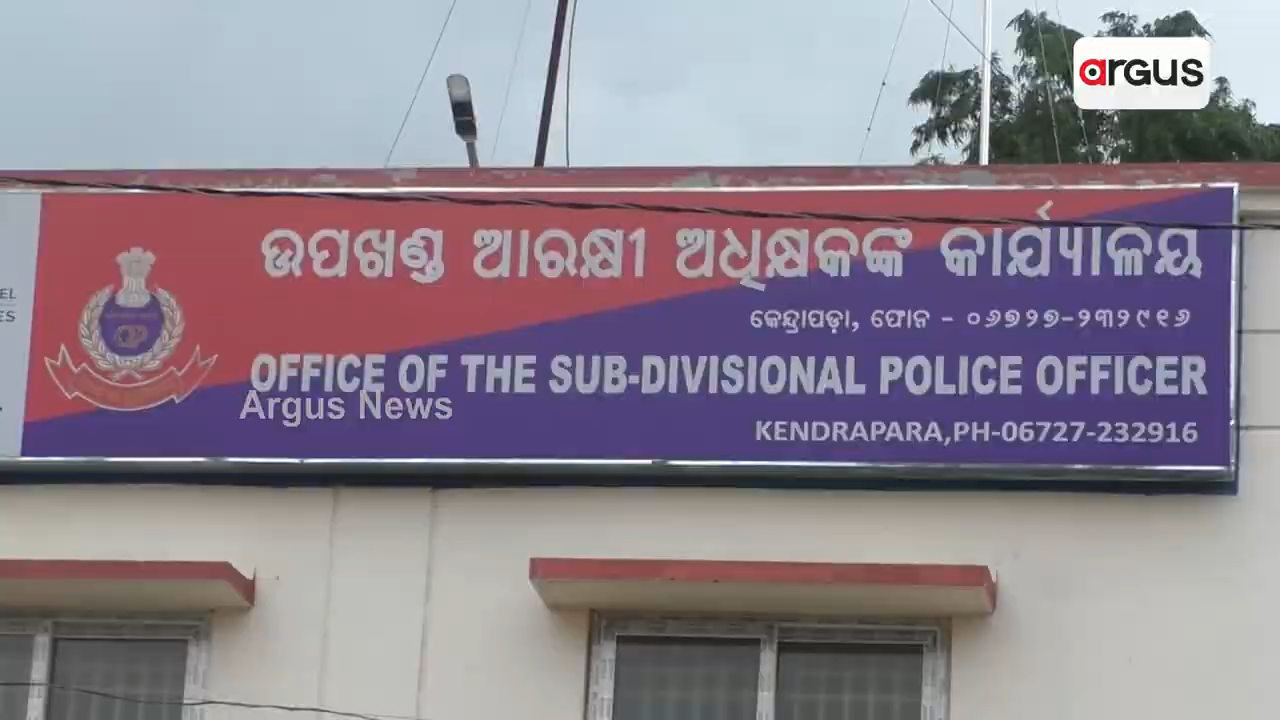 argus
ଉପଖଣ୍ଡ ଆରକ୍ଷୀ ଅଧିକ୍ଷକଙ୍କ କାର୍ଯ୍ୟାଳୟ
କେନ୍ଦ୍ରାପଡ଼ା, ଫୋନ - ୦୬୭୨୭-୨୩୨୯୧୬
OFFICE OF THE SUB-DIVISIONAL POLICE OFFICER
Argus News
KENDRAPARA,PH-06727-232916